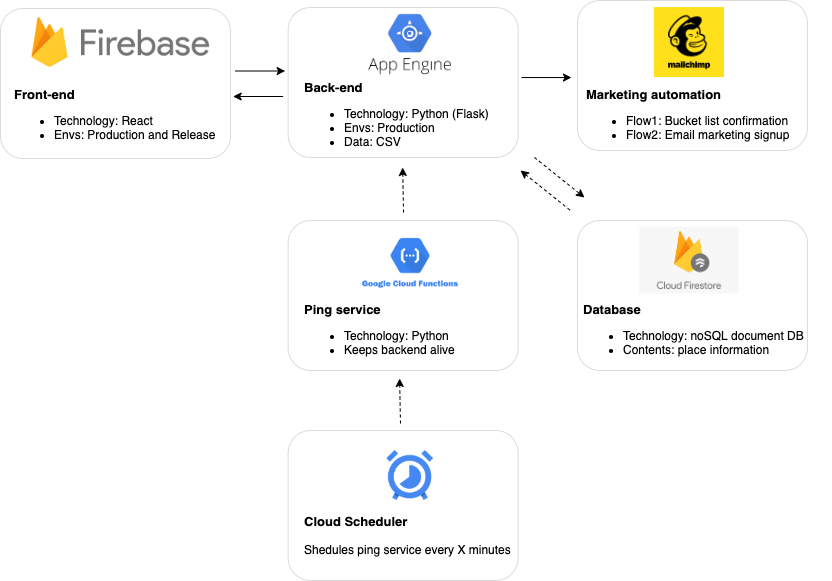 Firebase
Front-end
Technology: React
Envs: Production and Release
App Engine
Back-end
Technology: Python (Flask)
Envs: Production
Data: CSV
mailchimp
Marketing automation
Flow1: Bucket list confirmation
Flow2: Email marketing signup
Google Cloud Functions
Ping service
Technology: Python
Keeps backend alive
Cloud Firestore
Database
Technology: noSQL document DB
Contents: place information
Cloud Scheduler
Shedules ping service every X minutes